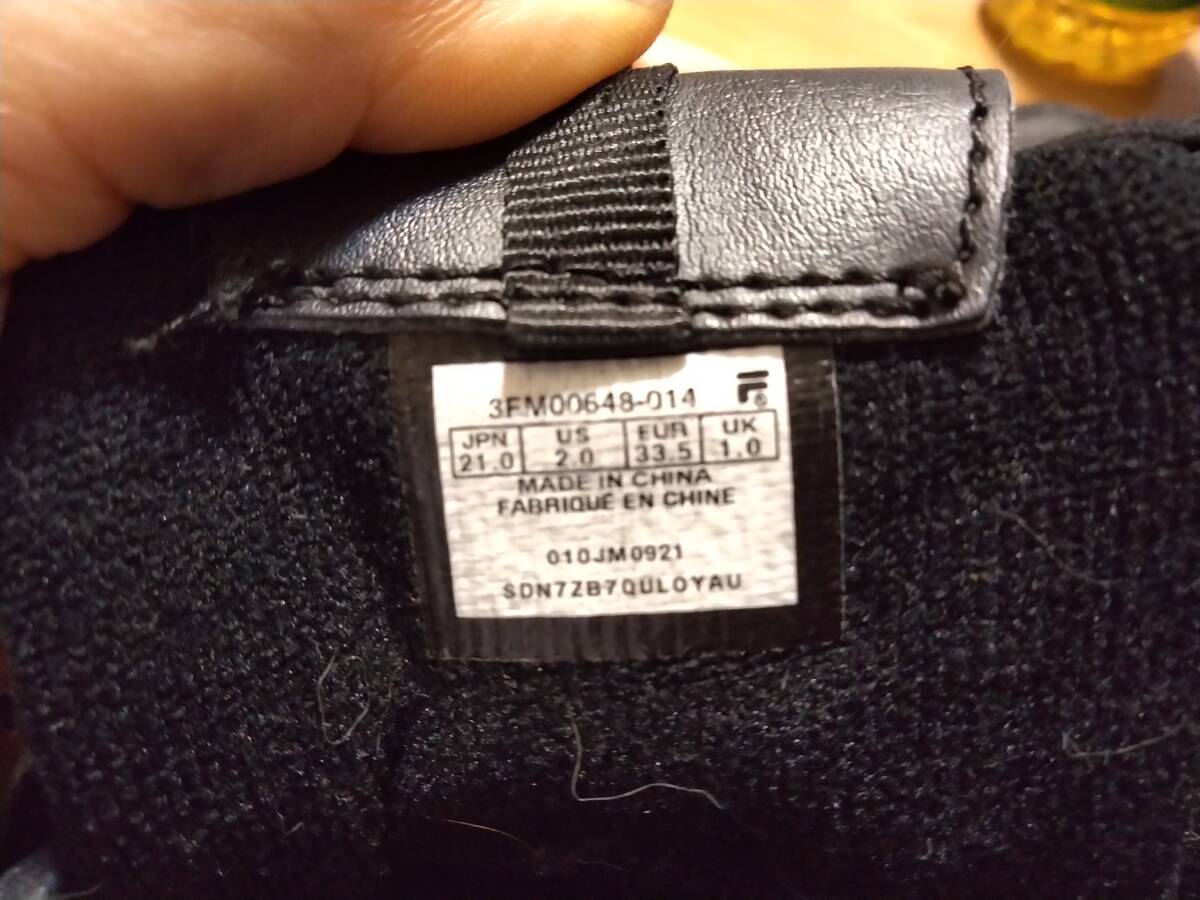 3FM00648-014 F®
JPN US EUR UK
21.0 2.0 33.5 1.0
MADE IN CHINA
FABRIQUÉ EN CHINE
010JM0921
SDN7ZB7QULOYAU